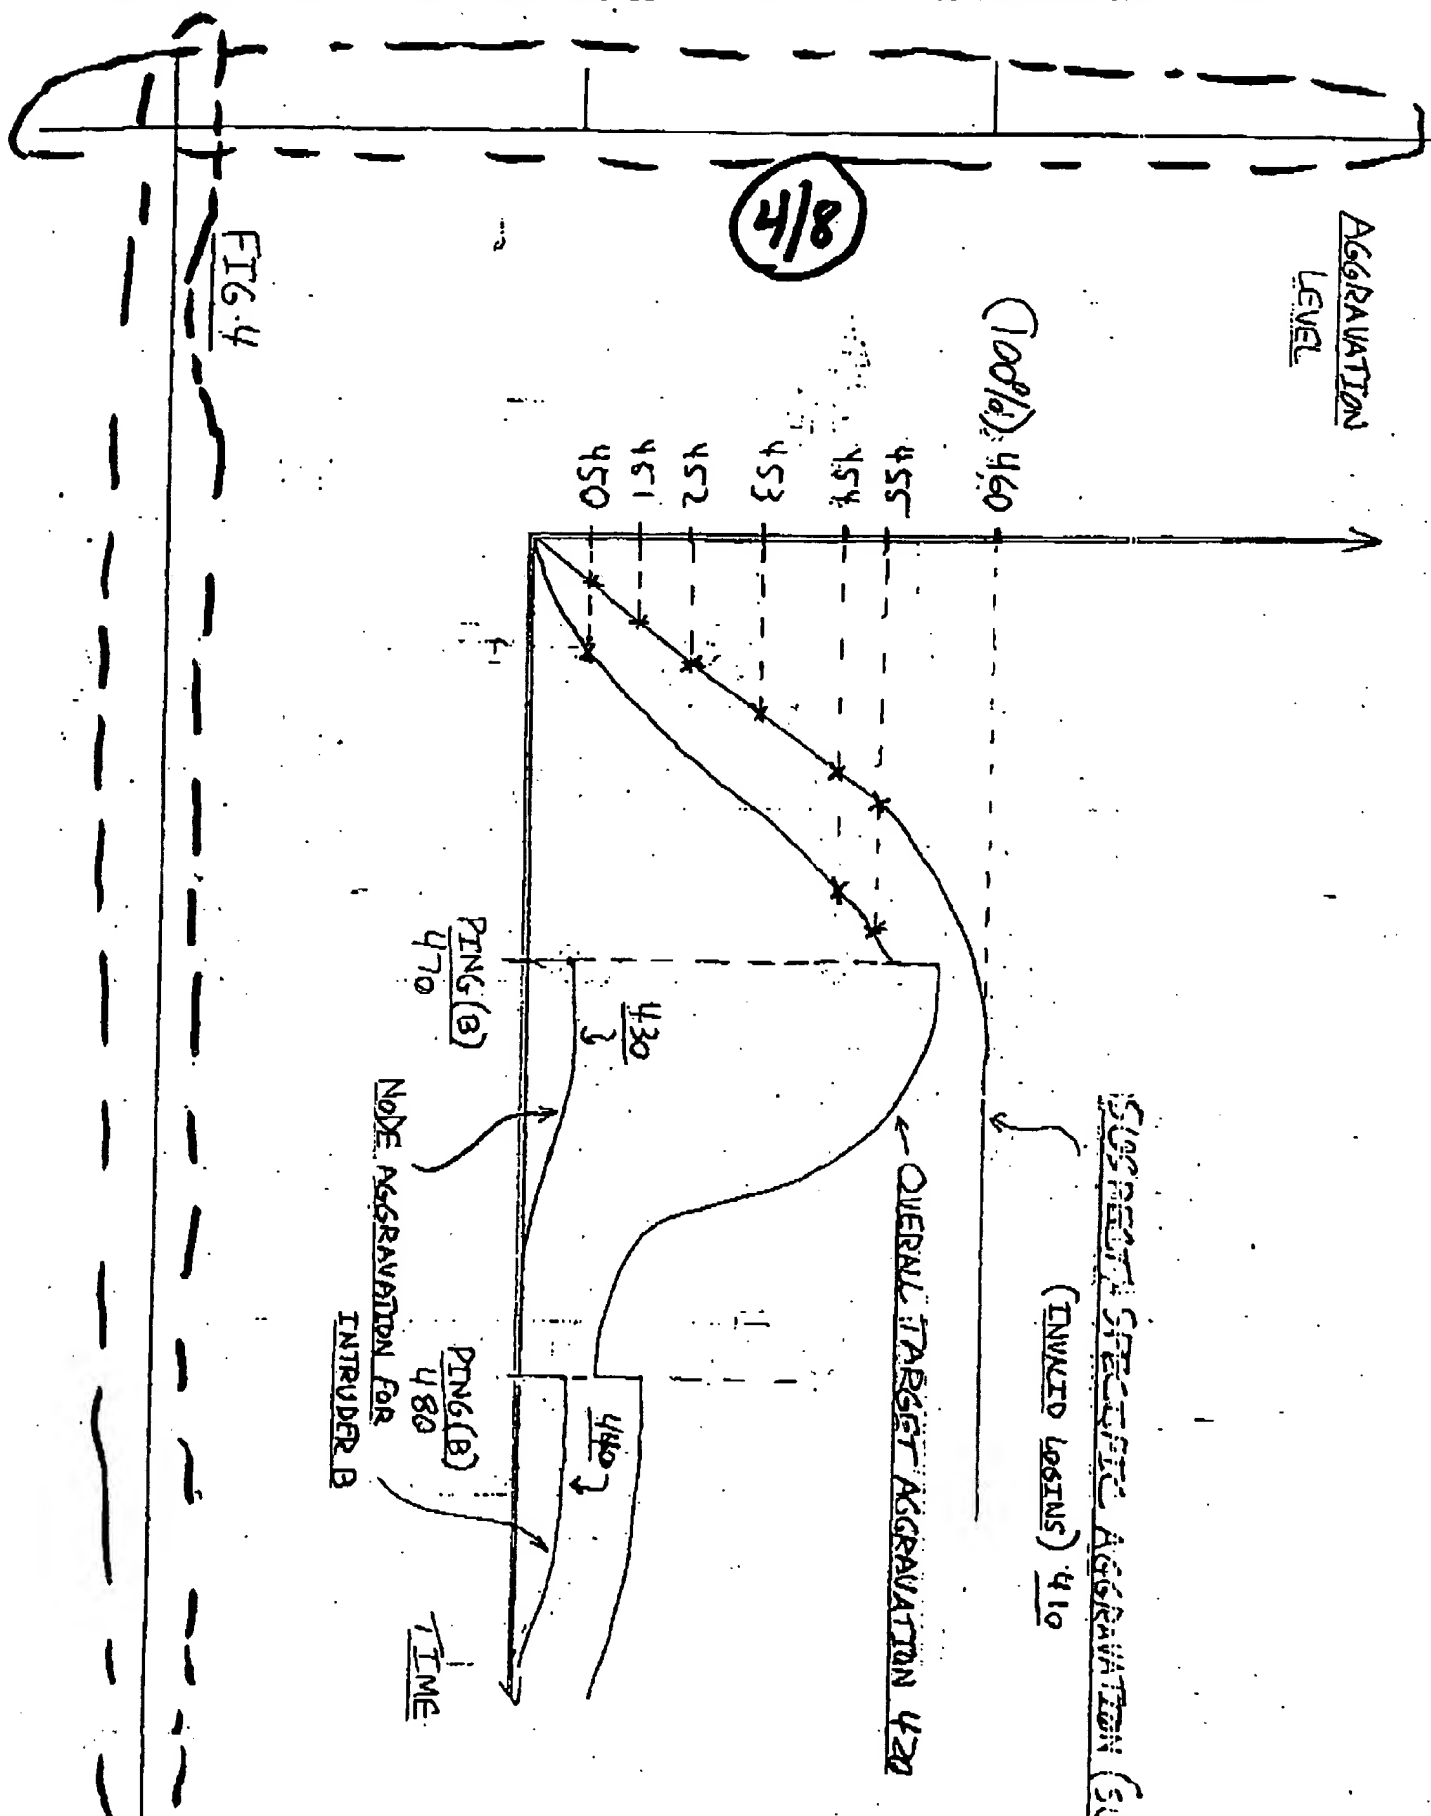 4/8
AGGRAVATION
LEVEL
(100%) 460
455
454
453
452
451
450
SUSPECT A SPECIFIC AGGRAVATION
(INVALID LOGINS) 410
OVERALL TARGET AGGRAVATION 420
430
440
PING (B)
470
PING (B)
480
NODE AGGRAVATION FOR
INTRUDER B
TIME
FIG. 4